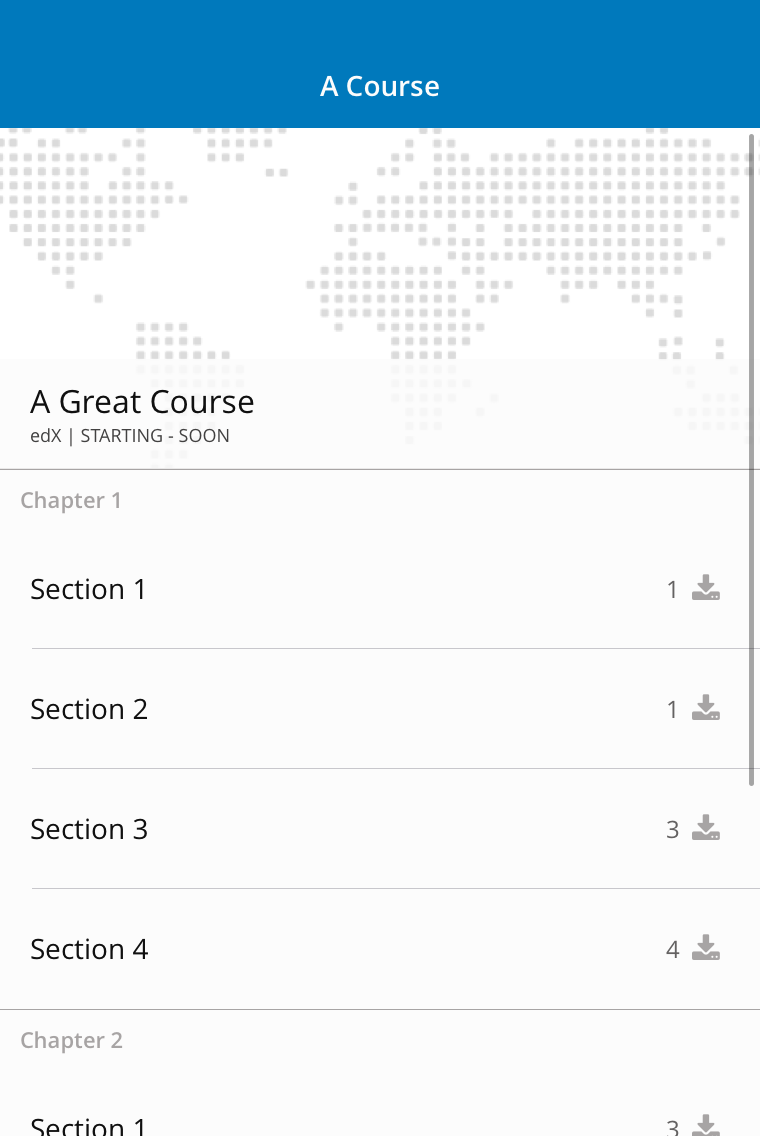 A Course
A Great Course
edX | STARTING - SOON
Chapter 1
Section 1 1
Section 2 1
Section 3 3
Section 4 4
Chapter 2
Section 1 3